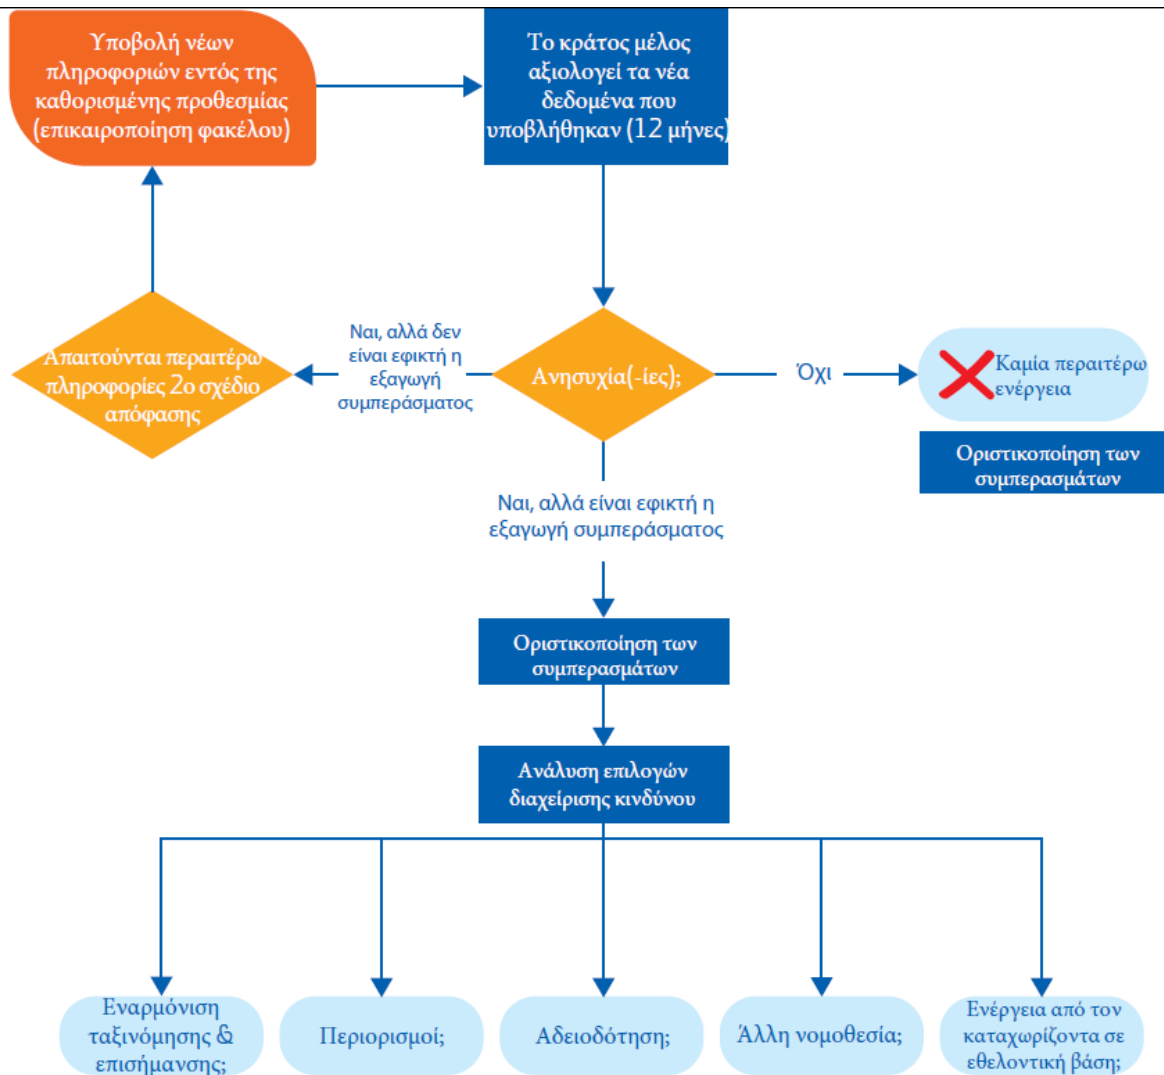 Υποβολή νέων
πληροφοριών εντός της
καθορισμένης προθεσμίας
(επικαιροποίηση φακέλου)
Το κράτος μέλος
αξιολογεί τα νέα
δεδομένα που
υποβλήθηκαν (12 μήνες)
Απαιτούνται περαιτέρω
πληροφορίες 2ο σχέδιο
απόφασης
Ναι, αλλά δεν
είναι εφικτή η
εξαγωγή
συμπεράσματος
Ανησυχία(-ίες);
Όχι
Καμία περαιτέρω
ενέργεια
Οριστικοποίηση των
συμπερασμάτων
Ναι, αλλά είναι εφικτή η
εξαγωγή συμπεράσματος
Οριστικοποίηση των
συμπερασμάτων
Ανάλυση επιλογών
διαχείρισης κινδύνου
Εναρμόνιση
ταξινόμησης &
επισήμανσης;
Περιορισμοί;
Αδειοδότηση;
Άλλη νομοθεσία;
Ενέργεια από τον
καταχωρίζοντα σε
εθελοντική βάση;